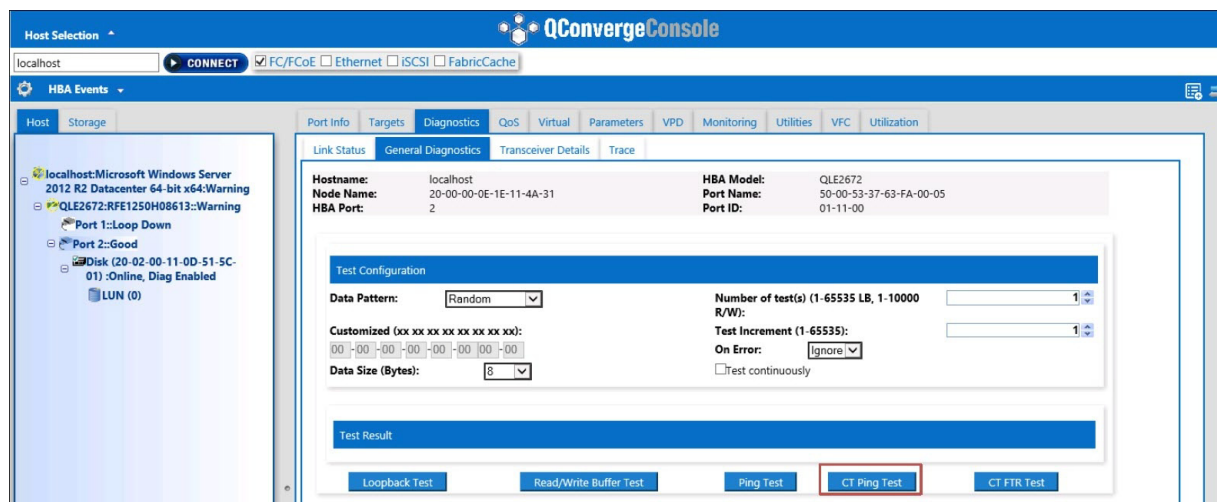 QConvergeConsole
Host Selection
localhost CONNECT FC/FCoE Ethernet iSCSI FabricCache
HBA Events
Host Storage
localhost:Microsoft Windows Server
2012 R2 Datacenter 64-bit x64:Warning
QLE2672:RFE1250H08613::Warning
Port 1::Loop Down
Port 2::Good
Disk (20-02-00-11-0D-51-5C-
01) :Online, Diag Enabled
LUN (0)
Port Info Targets Diagnostics QoS Virtual Parameters VPD Monitoring Utilities VFC Utilization
Link Status General Diagnostics Transceiver Details Trace
Hostname: localhost HBA Model: QLE2672
Node Name: 20-00-00-0E-1E-11-4A-31 Port Name: 50-00-53-37-63-FA-00-05
HBA Port: 2 Port ID: 01-11-00
Test Configuration
Data Pattern: Random Number of test(s) (1-65535 LB, 1-10000 1
R/W):
Customized (xx xx xx xx xx xx xx xx): Test Increment (1-65535): 1
00 -00 -00 -00 -00 -00 00 -00 On Error: Ignore
Data Size (Bytes): 8 Test continuously
Test Result
Loopback Test Read/Write Buffer Test Ping Test CT Ping Test CT FTR Test